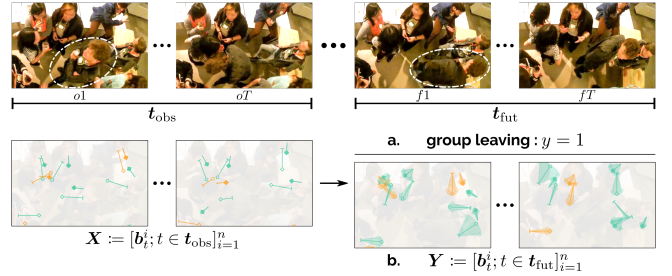 o1 ... oT ... f1 ... fT
t_obs t_fut
a. group leaving : y = 1
X := [b_t^i; t ∈ t_obs]_{i=1}^n
b. Y := [b_t^i; t ∈ t_fut]_{i=1}^n